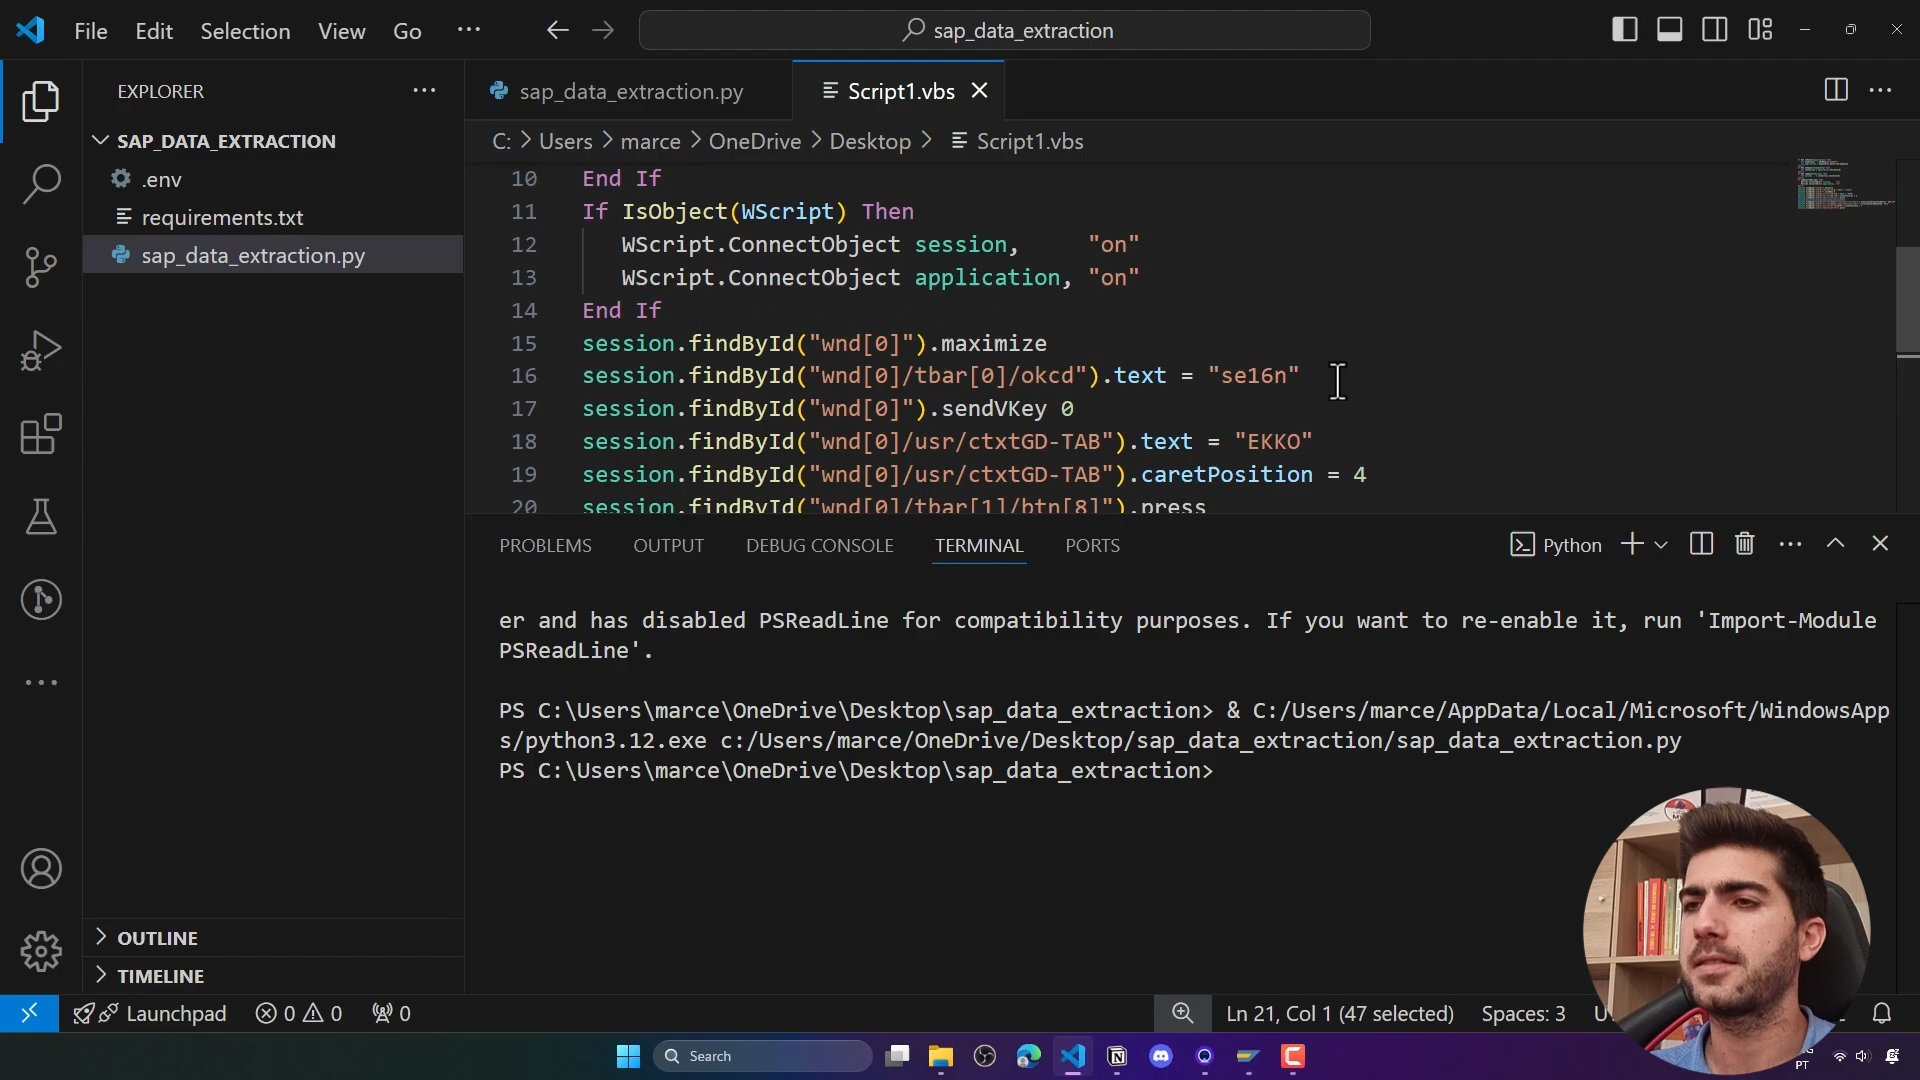 File Edit Selection View Go ···
sap_data_extraction
EXPLORER
SAP_DATA_EXTRACTION
.env
requirements.txt
sap_data_extraction.py
OUTLINE
TIMELINE
sap_data_extraction.py
Script1.vbs
C: > Users > marce > OneDrive > Desktop > Script1.vbs
10 End If
11 If IsObject(WScript) Then
12 WScript.ConnectObject session,     "on"
13 WScript.ConnectObject application, "on"
14 End If
15 session.findById("wnd[0]").maximize
16 session.findById("wnd[0]/tbar[0]/okcd").text = "se16n"
17 session.findById("wnd[0]").sendVKey 0
18 session.findById("wnd[0]/usr/ctxtGD-TAB").text = "EKKO"
19 session.findById("wnd[0]/usr/ctxtGD-TAB").caretPosition = 4
20 session.findById("wnd[0]/tbar[1]/btn[8]").press
PROBLEMS OUTPUT DEBUG CONSOLE TERMINAL PORTS
Python
er and has disabled PSReadLine for compatibility purposes. If you want to re-enable it, run 'Import-Module
PSReadLine'.
PS C:\Users\marce\OneDrive\Desktop\sap_data_extraction> & C:/Users/marce/AppData/Local/Microsoft/WindowsApp
s/python3.12.exe c:/Users/marce/OneDrive/Desktop/sap_data_extraction/sap_data_extraction.py
PS C:\Users\marce\OneDrive\Desktop\sap_data_extraction>
Launchpad 0 0 0
Ln 21, Col 1 (47 selected) Spaces: 3
Search
PT